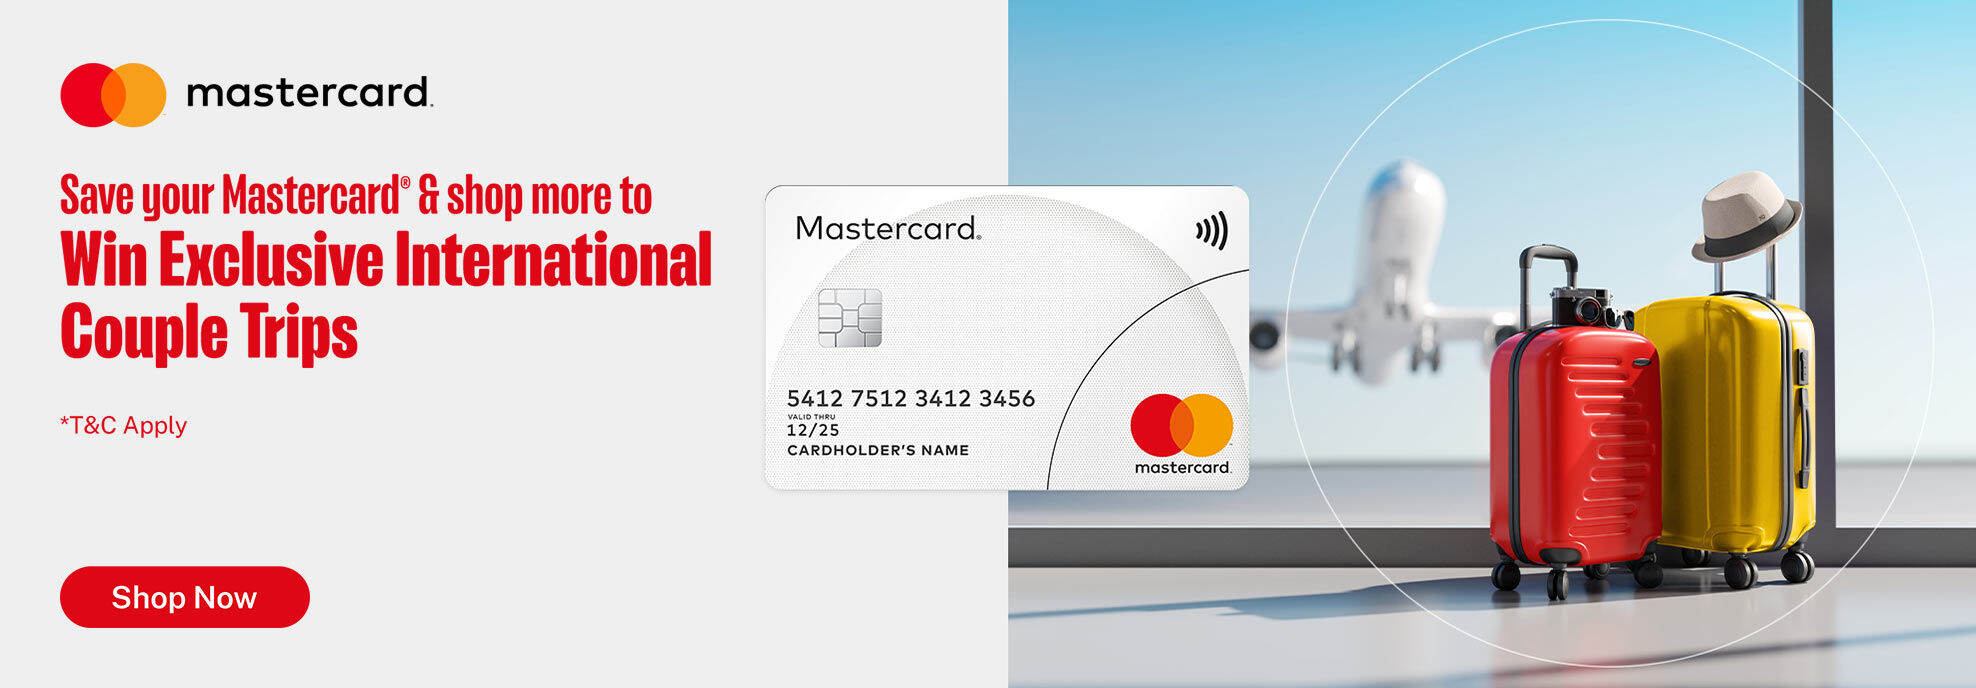 mastercard.
Save your Mastercard® & shop more to
Win Exclusive International
Couple Trips
*T&C Apply
Shop Now
Mastercard®
5412 7512 3412 3456
VALID THRU
12/25
CARDHOLDER'S NAME
mastercard.